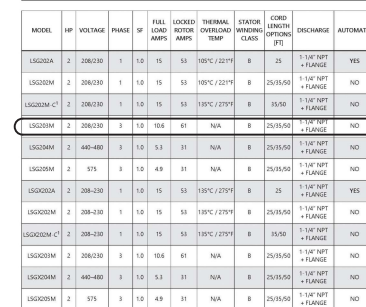 MODEL HP VOLTAGE PHASE SF FULL LOAD AMPS LOCKED ROTOR AMPS THERMAL OVERLOAD TEMP STATOR WINDING CLASS CORD LENGTH OPTIONS [FT] DISCHARGE AUTOMAT
LSG202A 2 208/230 1 1.0 15 53 105°C / 221°F B 25 1-1/4" NPT + FLANGE YES
LSG202M 2 208/230 1 1.0 15 53 105°C / 221°F B 25/35/50 1-1/4" NPT + FLANGE NO
LSG202M-C¹ 2 208/230 1 1.0 15 53 105°C / 221°F B 35/50 1-1/4" NPT + FLANGE NO
LSG203M 2 208/230 3 1.0 10.6 61 N/A B 25/35/50 1-1/4" NPT + FLANGE NO
LSG204M 2 440-480 3 1.0 5.3 31 N/A B 25/35/50 1-1/4" NPT + FLANGE NO
LSG205M 2 575 3 1.0 4.9 31 N/A B 25/35/50 1-1/4" NPT + FLANGE NO
LSGX202A 2 208–230 1 1.0 15 53 135°C / 275°F B 25 1-1/4" NPT + FLANGE YES
LSGX202M 2 208–230 1 1.0 15 53 135°C / 275°F B 25/35/50 1-1/4" NPT + FLANGE NO
LSGX202M-C¹ 2 208–230 1 1.0 15 53 135°C / 275°F B 35/50 1-1/4" NPT + FLANGE NO
LSGX203M 2 208/230 3 1.0 10.6 61 N/A B 25/35/50 1-1/4" NPT + FLANGE NO
LSGX204M 2 440-480 3 1.0 5.3 31 N/A B 25/35/50 1-1/4" NPT + FLANGE NO
LSGX205M 2 575 3 1.0 4.9 31 N/A B 25/35/50 1-1/4" NPT + FLANGE NO